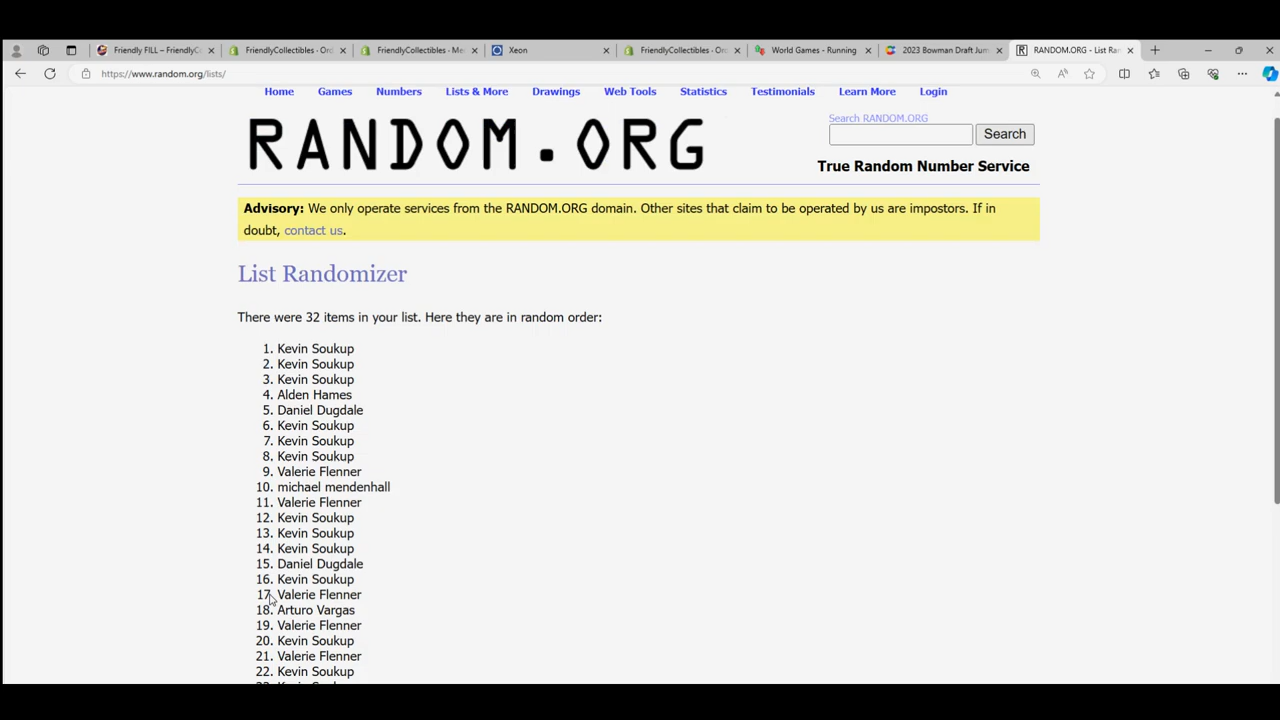 Friendly FILL – FriendlyCo
FriendlyCollectibles - Ord
FriendlyCollectibles - Me
Xeon
FriendlyCollectibles - Ord
World Games - Running
2023 Bowman Draft Jum
RANDOM.ORG - List Ran
https://www.random.org/lists/
Home Games Numbers Lists & More Drawings Web Tools Statistics Testimonials Learn More Login
RANDOM.ORG
Search RANDOM.ORG
Search
True Random Number Service
Advisory: We only operate services from the RANDOM.ORG domain. Other sites that claim to be operated by us are impostors. If in
doubt, contact us.
List Randomizer
There were 32 items in your list. Here they are in random order:
1. Kevin Soukup
2. Kevin Soukup
3. Kevin Soukup
4. Alden Hames
5. Daniel Dugdale
6. Kevin Soukup
7. Kevin Soukup
8. Kevin Soukup
9. Valerie Flenner
10. michael mendenhall
11. Valerie Flenner
12. Kevin Soukup
13. Kevin Soukup
14. Kevin Soukup
15. Daniel Dugdale
16. Kevin Soukup
17. Valerie Flenner
18. Arturo Vargas
19. Valerie Flenner
20. Kevin Soukup
21. Valerie Flenner
22. Kevin Soukup